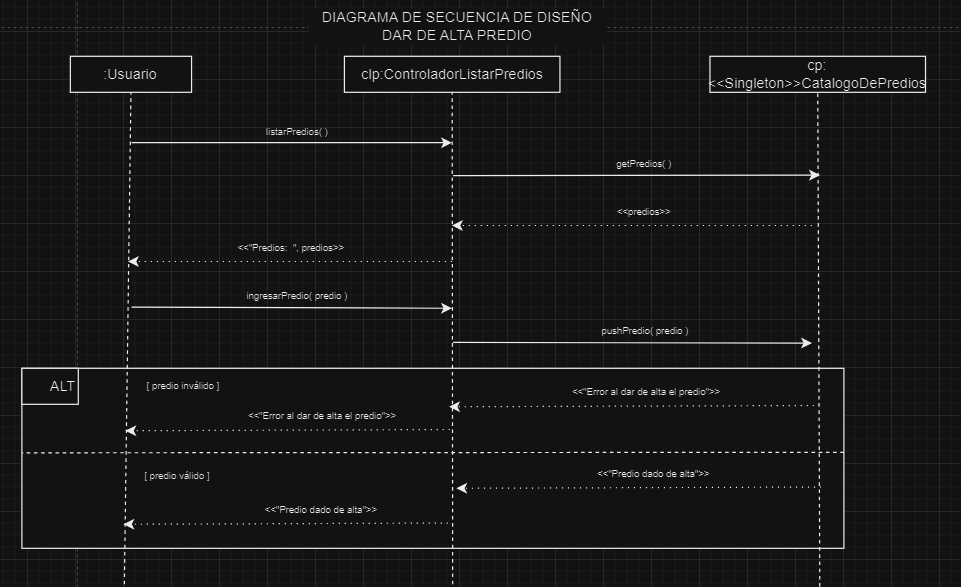 DIAGRAMA DE SECUENCIA DE DISEÑO
DAR DE ALTA PREDIO
:Usuario
clp:ControladorListarPredios
cp:
<<Singleton>>CatalogoDePredios
listarPredios( )
getPredios( )
<<predios>>
<<"Predios: ", predios>>
ingresarPredio( predio )
pushPredio( predio )
ALT
[ predio inválido ]
<<"Error al dar de alta el predio">>
<<"Error al dar de alta el predio">>
[ predio válido ]
<<"Predio dado de alta">>
<<"Predio dado de alta">>